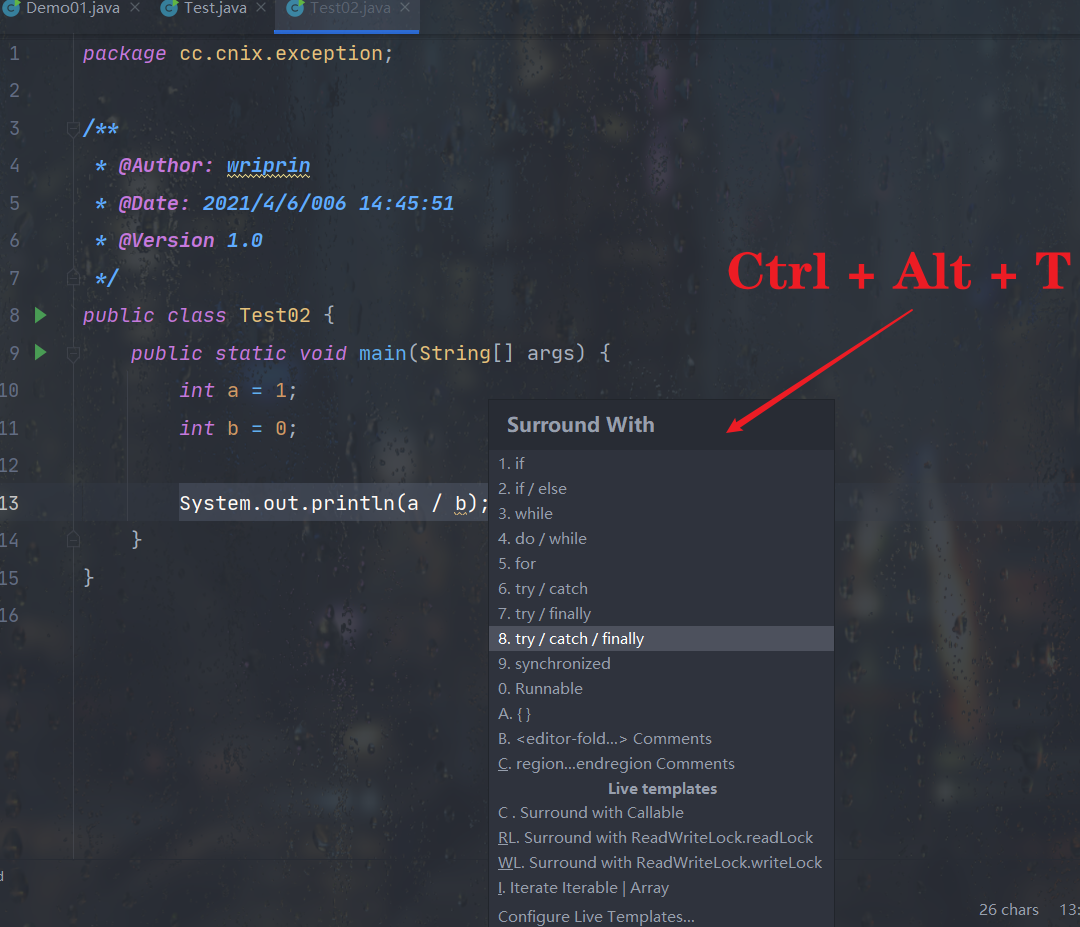 Demo01.java × Test.java × Test02.java ×
1 package cc.cnix.exception;
2
3 /**
4 * @Author: wriprin
5 * @Date: 2021/4/6/006 14:45:51
6 * @Version 1.0
7 */
Ctrl + Alt + T
8 public class Test02 {
9 public static void main(String[] args) {
10 int a = 1;
11 int b = 0;
12
13 System.out.println(a / b);
14 }
15 }
16
Surround With
1. if
2. if / else
3. while
4. do / while
5. for
6. try / catch
7. try / finally
8. try / catch / finally
9. synchronized
0. Runnable
A. { }
B. <editor-fold...> Comments
C. region...endregion Comments
Live templates
C . Surround with Callable
RL. Surround with ReadWriteLock.readLock
WL. Surround with ReadWriteLock.writeLock
I. Iterate Iterable | Array
Configure Live Templates...
26 chars 13: